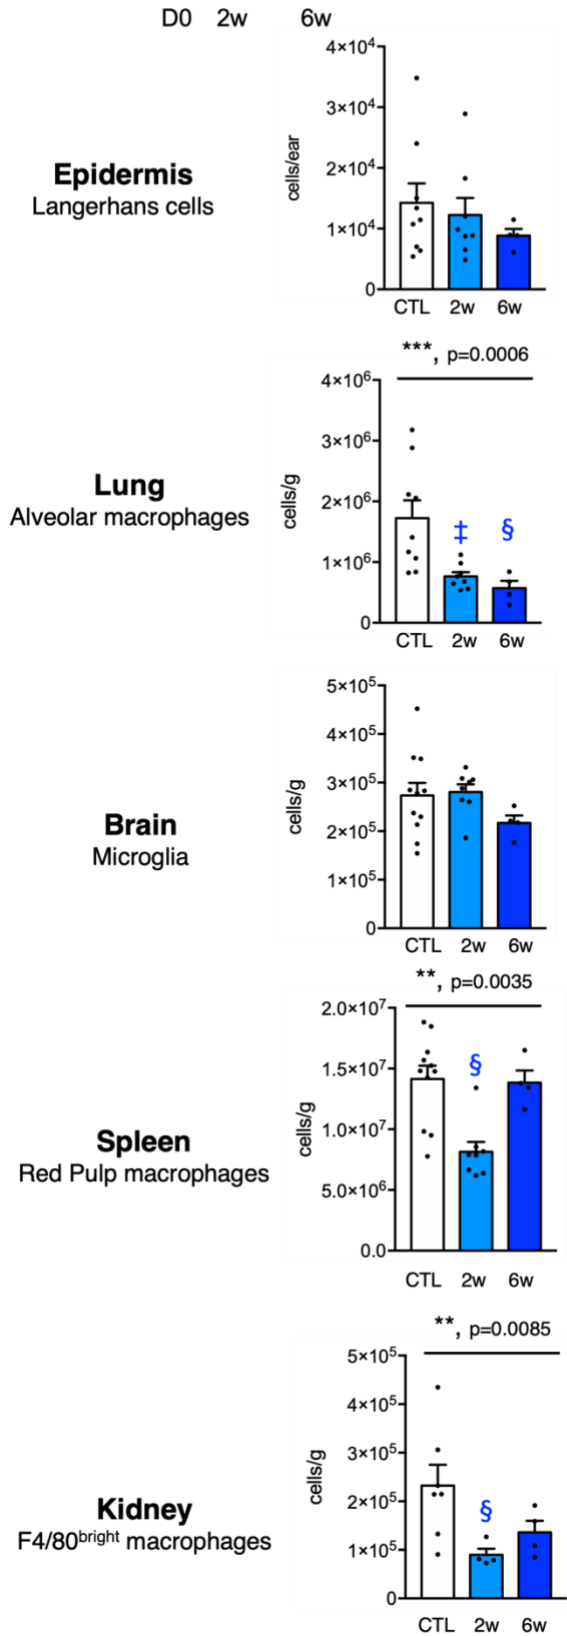 D0 2w 6w
4×10⁴
3×10⁴
2×10⁴
1×10⁴
0
cells/ear
Epidermis
Langerhans cells
CTL 2w 6w
***, p=0.0006
4×10⁶
3×10⁶
2×10⁶
1×10⁶
0
cells/g
Lung
Alveolar macrophages
‡ §
CTL 2w 6w
5×10⁵
4×10⁵
3×10⁵
2×10⁵
1×10⁵
0
cells/g
Brain
Microglia
CTL 2w 6w
**, p=0.0035
2.0×10⁷
1.5×10⁷
1.0×10⁷
5.0×10⁶
0.0
cells/g
Spleen
Red Pulp macrophages
§
CTL 2w 6w
**, p=0.0085
5×10⁵
4×10⁵
3×10⁵
2×10⁵
1×10⁵
0
cells/g
Kidney
F4/80ᵇʳⁱᵍʰᵗ macrophages
§
CTL 2w 6w